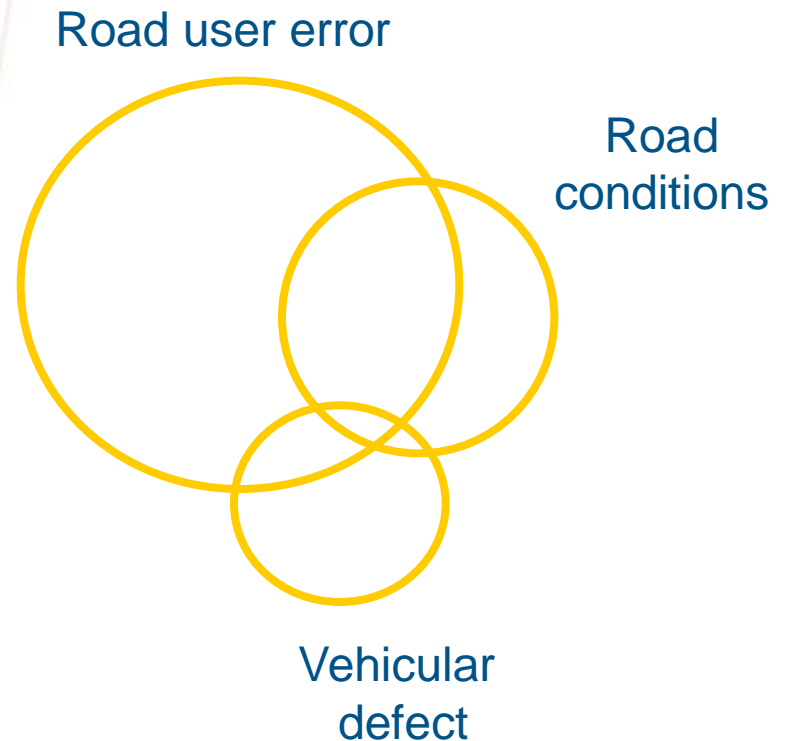 Road user error
Road
conditions
Vehicular
defect